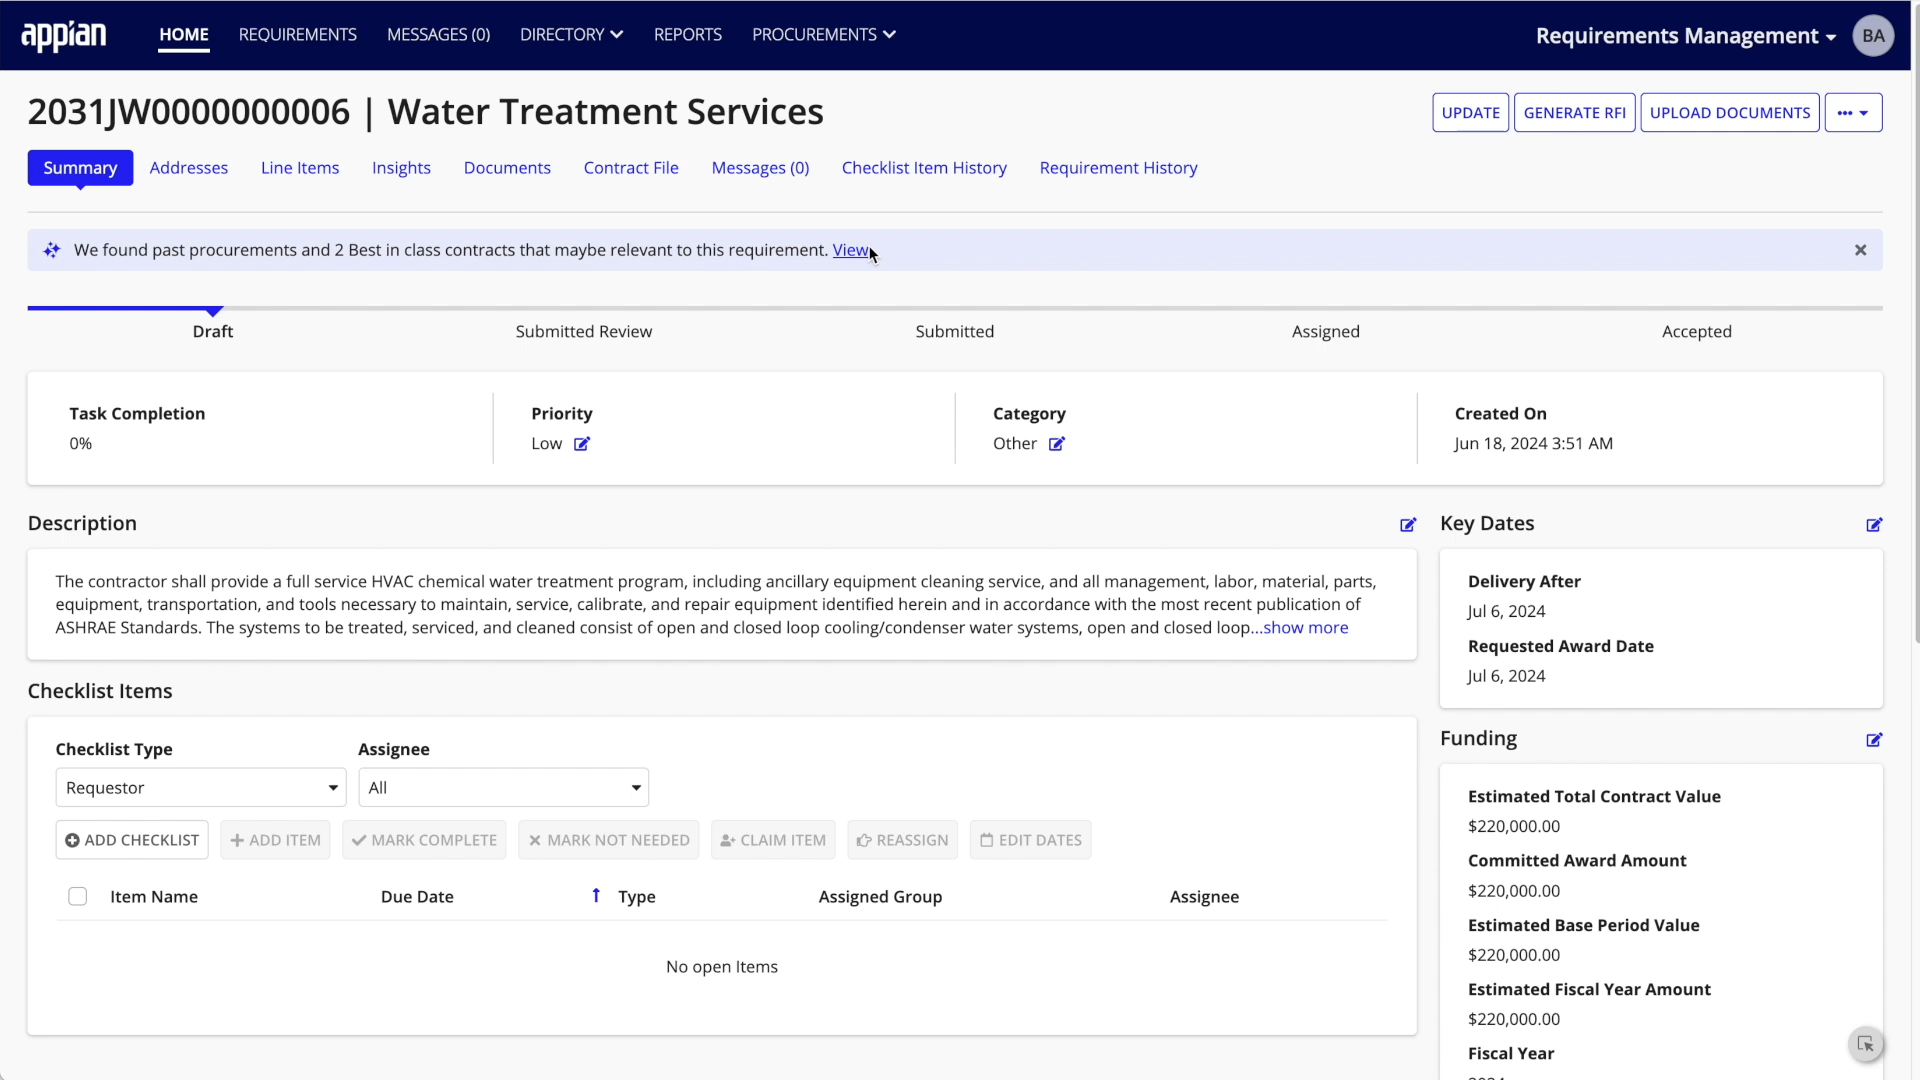 appian
HOME
REQUIREMENTS
MESSAGES (0)
DIRECTORY
REPORTS
PROCUREMENTS
Requirements Management
BA
2031JW0000000006 | Water Treatment Services
UPDATE
GENERATE RFI
UPLOAD DOCUMENTS
Summary
Addresses
Line Items
Insights
Documents
Contract File
Messages (0)
Checklist Item History
Requirement History
We found past procurements and 2 Best in class contracts that maybe relevant to this requirement. View
Draft
Submitted Review
Submitted
Assigned
Accepted
Task Completion
0%
Priority
Low
Category
Other
Created On
Jun 18, 2024 3:51 AM
Description
The contractor shall provide a full service HVAC chemical water treatment program, including ancillary equipment cleaning service, and all management, labor, material, parts,
equipment, transportation, and tools necessary to maintain, service, calibrate, and repair equipment identified herein and in accordance with the most recent publication of
ASHRAE Standards. The systems to be treated, serviced, and cleaned consist of open and closed loop cooling/condenser water systems, open and closed loop...show more
Key Dates
Delivery After
Jul 6, 2024
Requested Award Date
Jul 6, 2024
Checklist Items
Checklist Type
Assignee
Requestor
All
ADD CHECKLIST
ADD ITEM
MARK COMPLETE
MARK NOT NEEDED
CLAIM ITEM
REASSIGN
EDIT DATES
Item Name
Due Date
Type
Assigned Group
Assignee
No open Items
Funding
Estimated Total Contract Value
$220,000.00
Committed Award Amount
$220,000.00
Estimated Base Period Value
$220,000.00
Estimated Fiscal Year Amount
$220,000.00
Fiscal Year